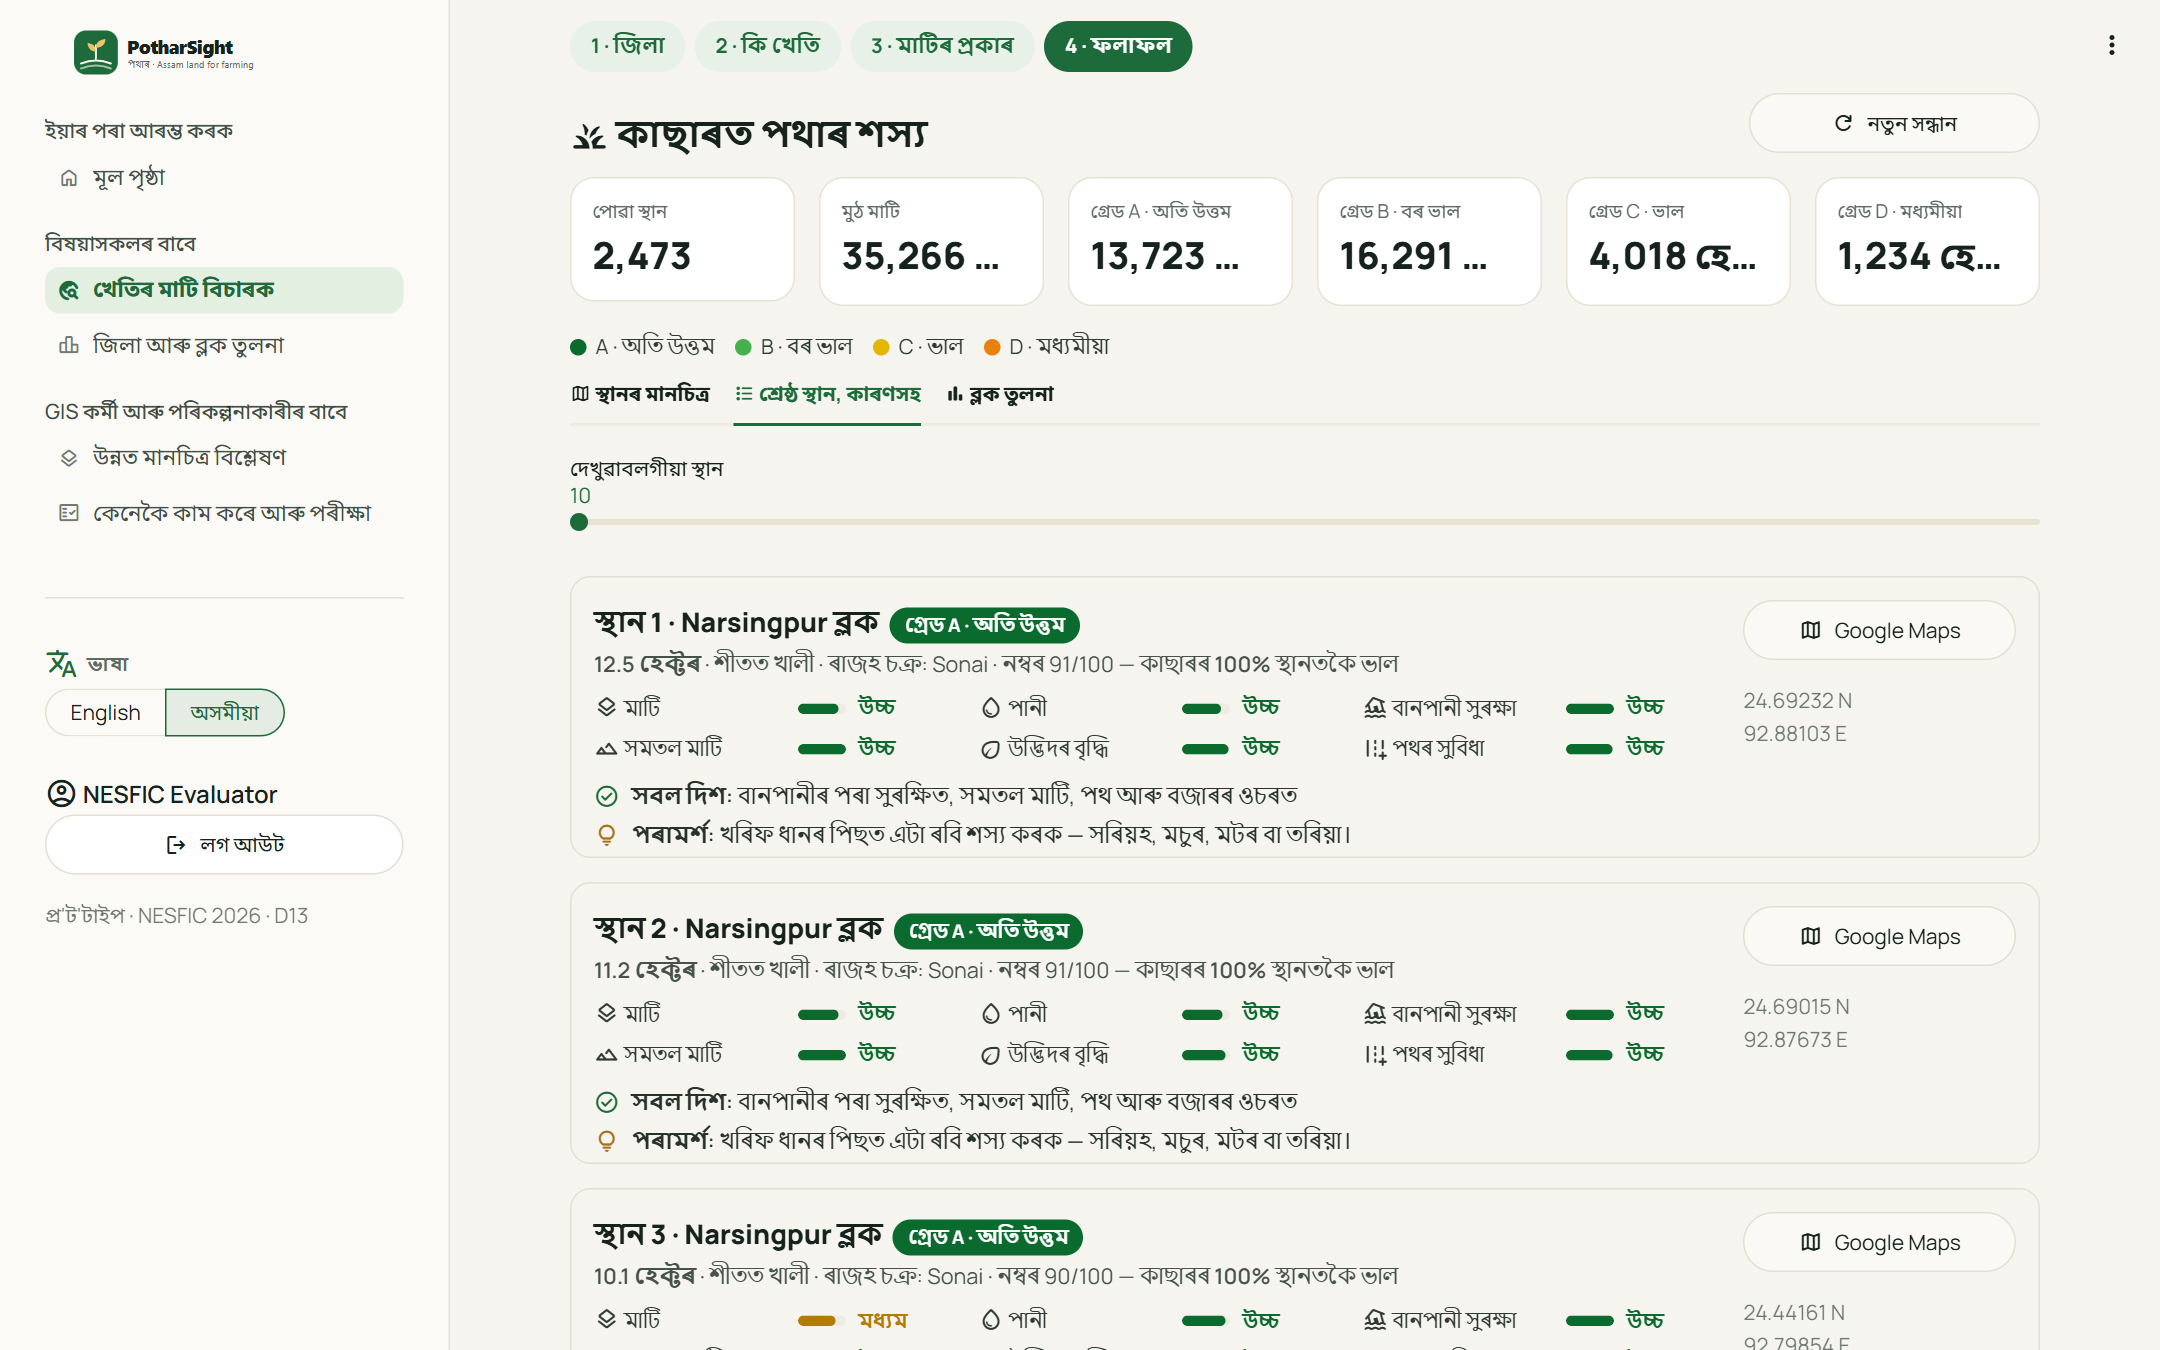 PotharSight
পথাৰ · Assam land for farming
ইয়াৰ পৰা আৰম্ভ কৰক
মূল পৃষ্ঠা
বিষয়াসকলৰ বাবে
খেতিৰ মাটি বিচাৰক
জিলা আৰু ব্লক তুলনা
GIS কৰ্মী আৰু পৰিকল্পনাকাৰীৰ বাবে
উন্নত মানচিত্ৰ বিশ্লেষণ
কেনেকৈ কাম কৰে আৰু পৰীক্ষা
ভাষা
English অসমীয়া
NESFIC Evaluator
লগ আউট
প্ৰ'ট'টাইপ · NESFIC 2026 · D13
1 · জিলা 2 · কি খেতি 3 · মাটিৰ প্ৰকাৰ 4 · ফলাফল
কাছাৰত পথাৰ শস্য
নতুন সন্ধান
পোৱা স্থান মুঠ মাটি গ্ৰেড A · অতি উত্তম গ্ৰেড B · বৰ ভাল গ্ৰেড C · ভাল গ্ৰেড D · মধ্যমীয়া
2,473 35,266 ... 13,723 ... 16,291 ... 4,018 হে... 1,234 হে...
A · অতি উত্তম B · বৰ ভাল C · ভাল D · মধ্যমীয়া
স্থানৰ মানচিত্ৰ শ্ৰেষ্ঠ স্থান, কাৰণসহ ব্লক তুলনা
দেখুৱাবলগীয়া স্থান
10
স্থান 1 · Narsingpur ব্লক গ্ৰেড A · অতি উত্তম
Google Maps
12.5 হেক্টৰ · শীতত খালী · ৰাজহ চক্ৰ: Sonai · নম্বৰ 91/100 — কাছাৰৰ 100% স্থানতকৈ ভাল
মাটি উচ্চ পানী উচ্চ বানপানী সুৰক্ষা উচ্চ
24.69232 N
সমতল মাটি উচ্চ উদ্ভিদৰ বৃদ্ধি উচ্চ পথৰ সুবিধা উচ্চ
92.88103 E
সবল দিশ: বানপানীৰ পৰা সুৰক্ষিত, সমতল মাটি, পথ আৰু বজাৰৰ ওচৰত
পৰামৰ্শ: খৰিফ ধানৰ পিছত এটা ৰবি শস্য কৰক — সৰিয়হ, মচুৰ, মটৰ বা তৰিয়া।
স্থান 2 · Narsingpur ব্লক গ্ৰেড A · অতি উত্তম
Google Maps
11.2 হেক্টৰ · শীতত খালী · ৰাজহ চক্ৰ: Sonai · নম্বৰ 91/100 — কাছাৰৰ 100% স্থানতকৈ ভাল
মাটি উচ্চ পানী উচ্চ বানপানী সুৰক্ষা উচ্চ
24.69015 N
সমতল মাটি উচ্চ উদ্ভিদৰ বৃদ্ধি উচ্চ পথৰ সুবিধা উচ্চ
92.87673 E
সবল দিশ: বানপানীৰ পৰা সুৰক্ষিত, সমতল মাটি, পথ আৰু বজাৰৰ ওচৰত
পৰামৰ্শ: খৰিফ ধানৰ পিছত এটা ৰবি শস্য কৰক — সৰিয়হ, মচুৰ, মটৰ বা তৰিয়া।
স্থান 3 · Narsingpur ব্লক গ্ৰেড A · অতি উত্তম
Google Maps
10.1 হেক্টৰ · শীতত খালী · ৰাজহ চক্ৰ: Sonai · নম্বৰ 90/100 — কাছাৰৰ 100% স্থানতকৈ ভাল
মাটি মধ্যম পানী উচ্চ বানপানী সুৰক্ষা উচ্চ
24.44161 N
92.79854 E